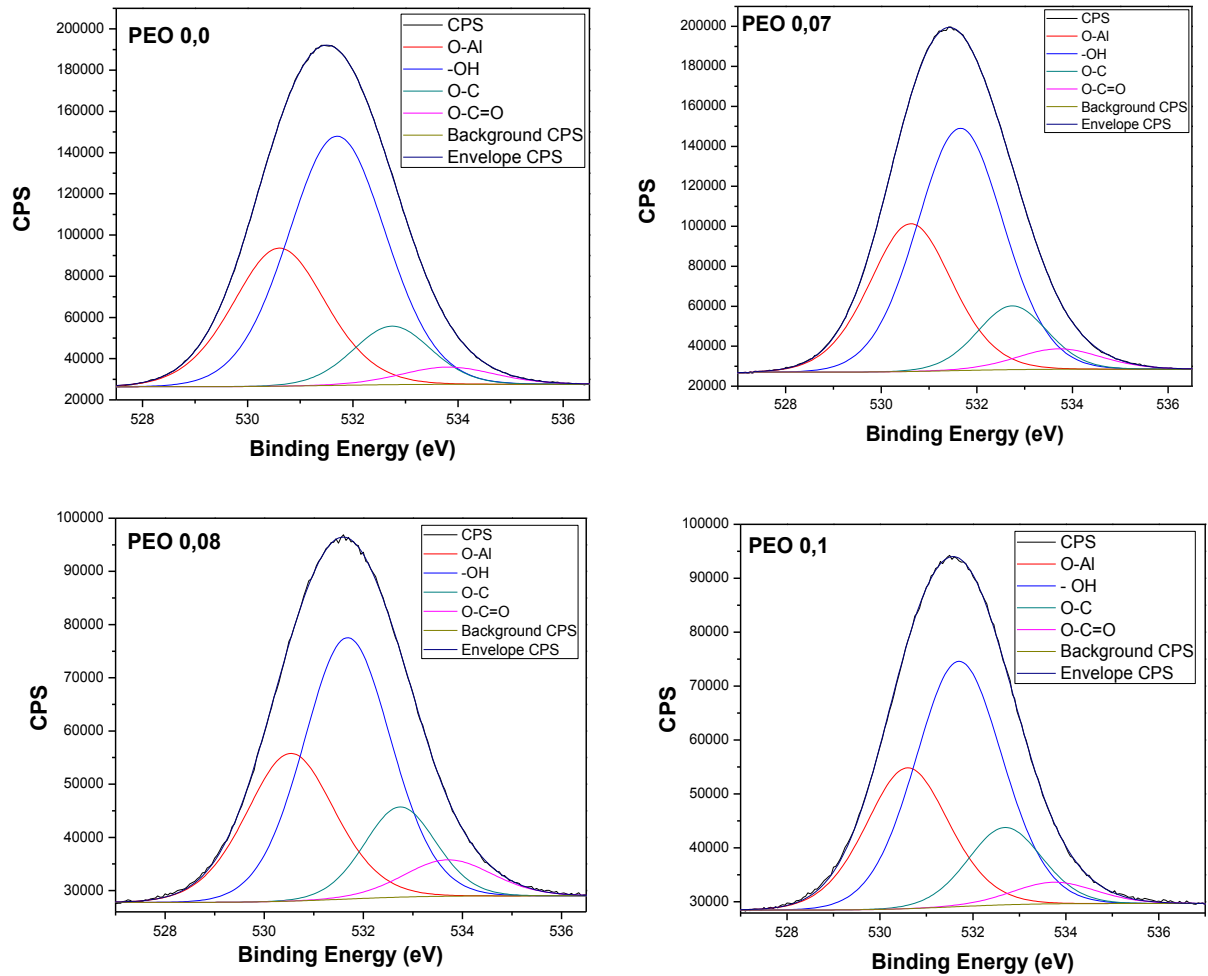 PEO 0,0
CPS
O-Al
-OH
O-C
O-C=O
Background CPS
Envelope CPS
200000
180000
160000
140000
120000
100000
80000
60000
40000
20000
CPS
528
530
532
534
536
Binding Energy (eV)
PEO 0,07
CPS
O-Al
-OH
O-C
O-C=O
Background CPS
Envelope CPS
200000
180000
160000
140000
120000
100000
80000
60000
40000
20000
CPS
528
530
532
534
536
Binding Energy (eV)
PEO 0,08
CPS
O-Al
-OH
O-C
O-C=O
Background CPS
Envelope CPS
100000
90000
80000
70000
60000
50000
40000
30000
CPS
528
530
532
534
536
Binding Energy (eV)
PEO 0,1
CPS
O-Al
- OH
O-C
O-C=O
Background CPS
Envelope CPS
100000
90000
80000
70000
60000
50000
40000
30000
CPS
528
530
532
534
536
Binding Energy (eV)